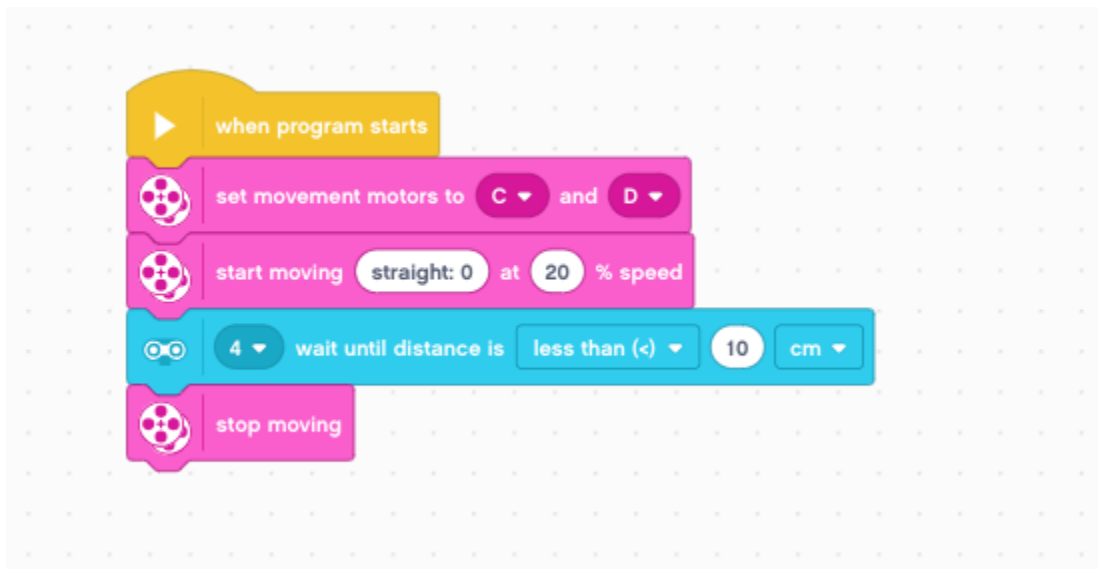 when program starts
set movement motors to C and D
start moving straight: 0 at 20 % speed
4 wait until distance is less than (<) 10 cm
stop moving